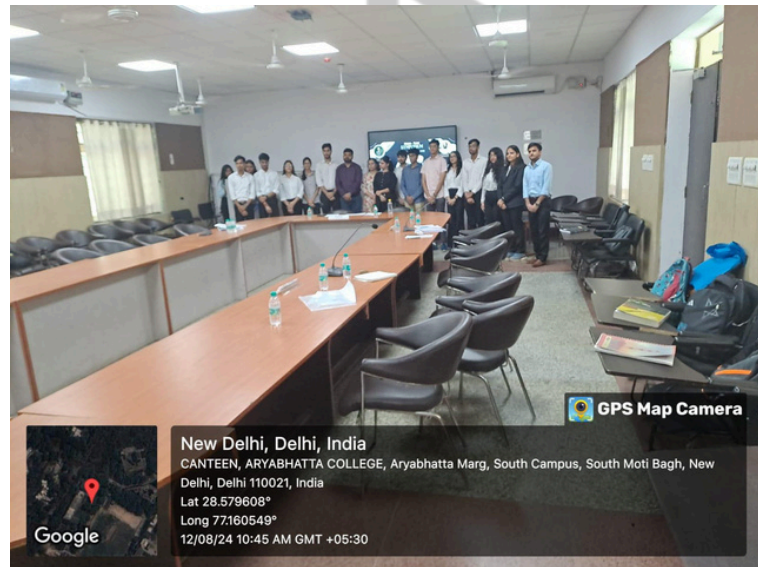 GPS Map Camera
New Delhi, Delhi, India
CANTEEN, ARYABHATTA COLLEGE, Aryabhatta Marg, South Campus, South Moti Bagh, New
Delhi, Delhi 110021, India
Lat 28.579608°
Long 77.160549°
12/08/24 10:45 AM GMT +05:30
Google